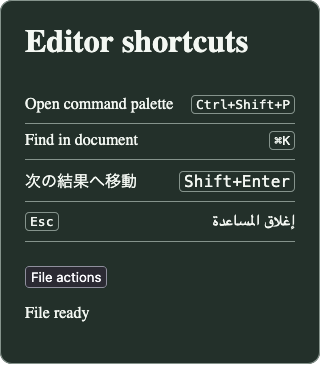 Editor shortcuts
Open command palette Ctrl+Shift+P
Find in document ⌘K
次の結果へ移動 Shift+Enter
إغلاق المساعدة Esc
File actions
File ready